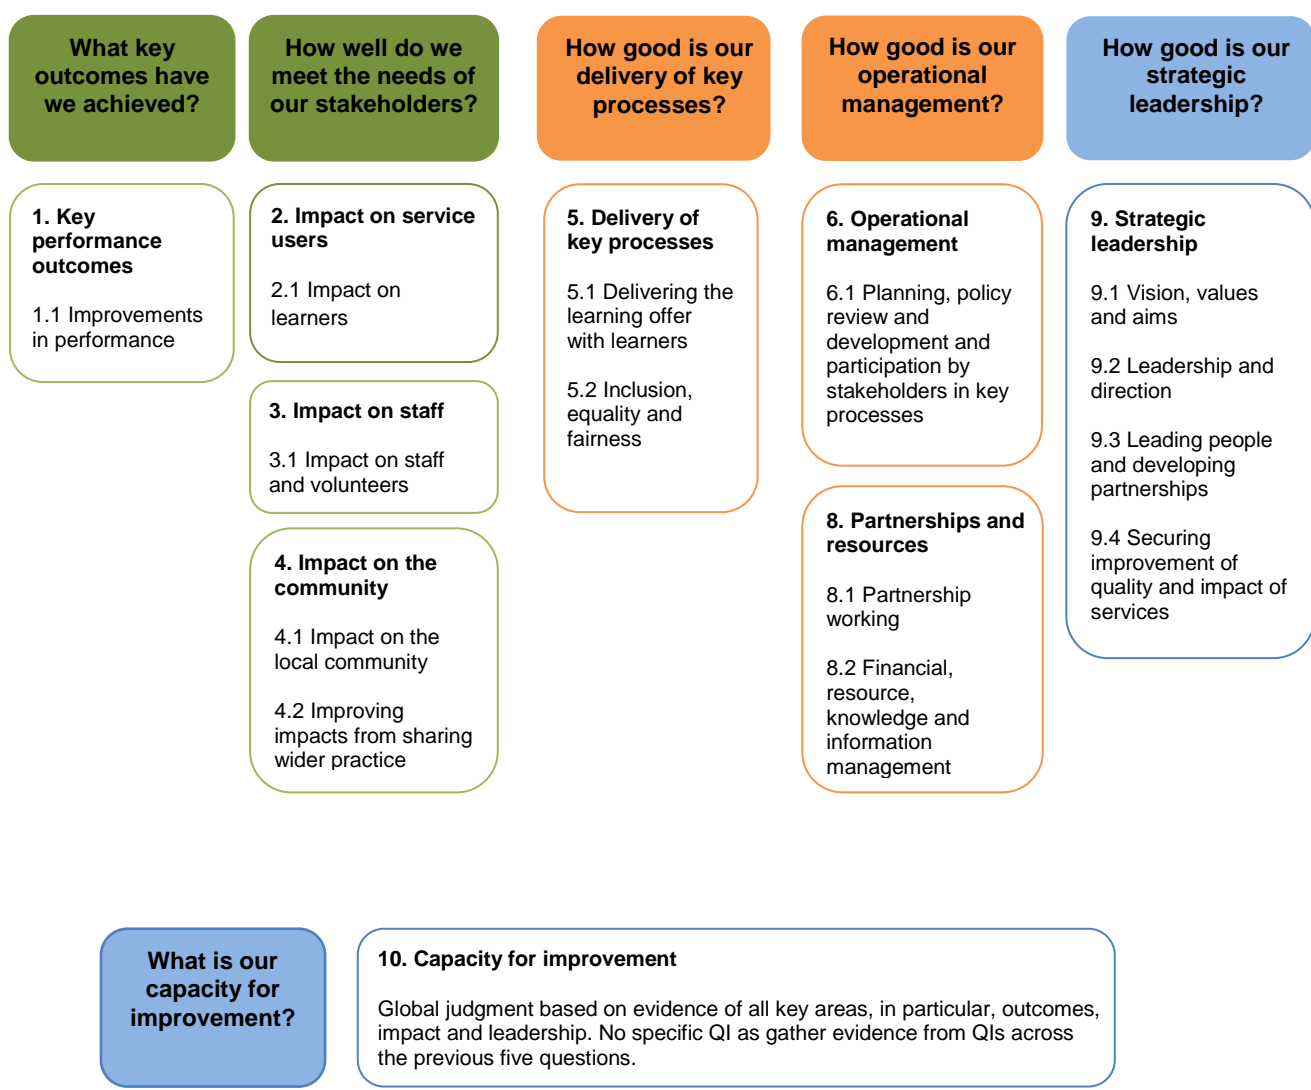 What key
outcomes have
we achieved?
How well do we
meet the needs of
our stakeholders?
How good is our
delivery of key
processes?
How good is our
operational
management?
How good is our
strategic
leadership?
1. Key
performance
outcomes
1.1 Improvements
in performance
2. Impact on service
users
2.1 Impact on
learners
3. Impact on staff
3.1 Impact on staff
and volunteers
4. Impact on the
community
4.1 Impact on the
local community
4.2 Improving
impacts from sharing
wider practice
5. Delivery of
key processes
5.1 Delivering the
learning offer
with learners
5.2 Inclusion,
equality and
fairness
6. Operational
management
6.1 Planning, policy
review and
development and
participation by
stakeholders in key
processes
8. Partnerships and
resources
8.1 Partnership
working
8.2 Financial,
resource,
knowledge and
information
management
9. Strategic
leadership
9.1 Vision, values
and aims
9.2 Leadership and
direction
9.3 Leading people
and developing
partnerships
9.4 Securing
improvement of
quality and impact of
services
What is our
capacity for
improvement?
10. Capacity for improvement
Global judgment based on evidence of all key areas, in particular, outcomes,
impact and leadership. No specific QI as gather evidence from QIs across
the previous five questions.